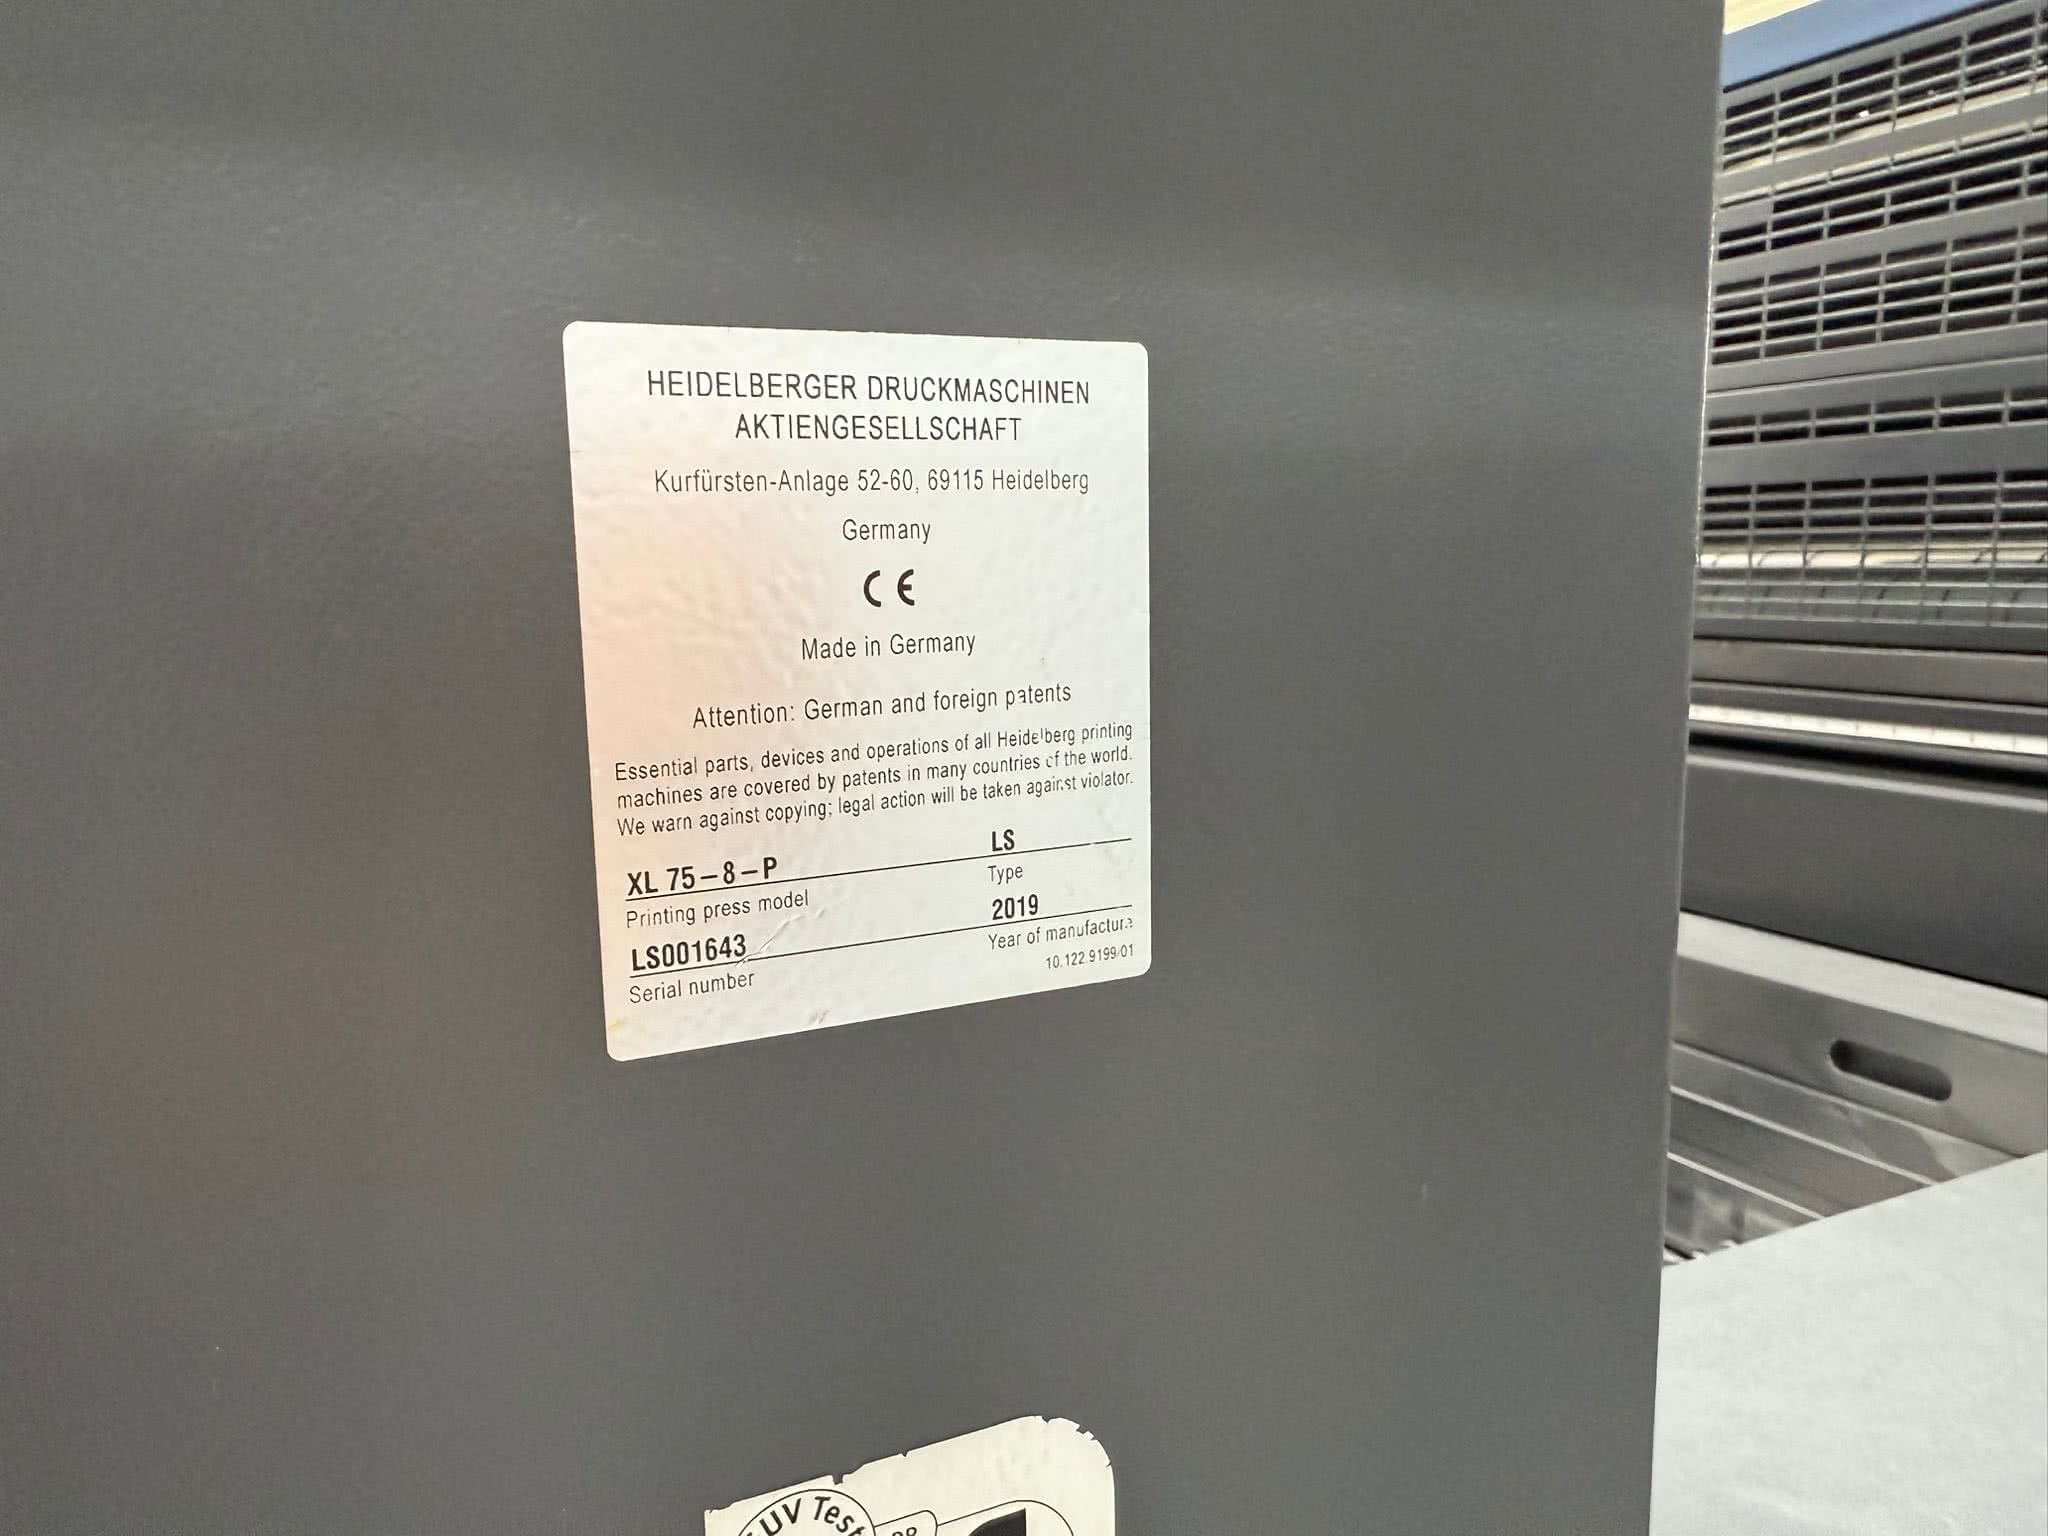 HEIDELBERGER DRUCKMASCHINEN
AKTIENGESELLSCHAFT
Kurfürsten-Anlage 52-60, 69115 Heidelberg
Germany
CE
Made in Germany
Attention: German and foreign patents
Essential parts, devices and operations of all Heidelberg printing
machines are covered by patents in many countries of the world.
We warn against copying; legal action will be taken against violator.
XL 75-8-P LS
Printing press model Type
LS001643 2019
Serial number Year of manufacture
10.122.9199/01
UV Test